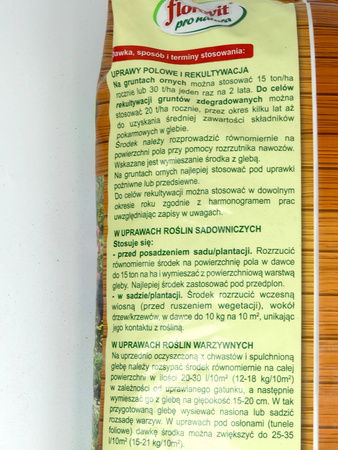 florovit
pro natura
Dawka, sposób i terminy stosowania:
UPRAWY POLOWE I REKULTYWACJA
Na gruntach ornych można stosować 15 ton/ha
rocznie lub 30 t/ha jeden raz na 2 lata. Do celów
rekultywacji gruntów zdegradowanych można
stosować 20 t/ha rocznie, przez okres kilku lat aż
do uzyskania średniej zawartości składników
pokarmowych w glebie.
Środek należy rozprowadzić równomiernie na
powierzchni pola przy pomocy rozrzutnika nawozów.
Wskazane jest wymieszanie środka z glebą.
Na gruntach ornych najlepiej stosować pod uprawki
pożniwne lub przedsiewne.
Do celów rekultywacji można stosować w dowolnym
okresie roku zgodnie z harmonogramem prac
uwzględniając zapisy w uwagach.
W UPRAWACH ROŚLIN SADOWNICZYCH
Stosuje się:
- przed posadzeniem sadu/plantacji. Rozrzucić
równomiernie środek na powierzchnię pola w dawce
do 15 ton na ha i wymieszać z powierzchniową warstwą
gleby. Najlepiej środek zastosować pod przedplon.
- w sadzie/plantacji. Środek rozrzucić wczesną
wiosną (przed ruszeniem wegetacji), wokół
drzew/krzewów, w dawce do 10 kg na 10 m², unikając
jego kontaktu z rośliną.
W UPRAWACH ROŚLIN WARZYWNYCH
Na uprzednio oczyszczoną z chwastów i spulchnioną
glebę należy rozsypać środek równomiernie na całej
powierzchni w ilości 20-30 l/10m² (12-18 kg/10m²)
w zależności od uprawianego gatunku, a następnie
wymieszać go z glebą na głębokość 15-20 cm. W tak
przygotowaną glebę wysiewać nasiona lub sadzić
rozsadę warzyw. W uprawach pod osłonami (tunele
foliowe) dawkę środka można zwiększyć do 25-35
l/10m² (15-21 kg/10m²).